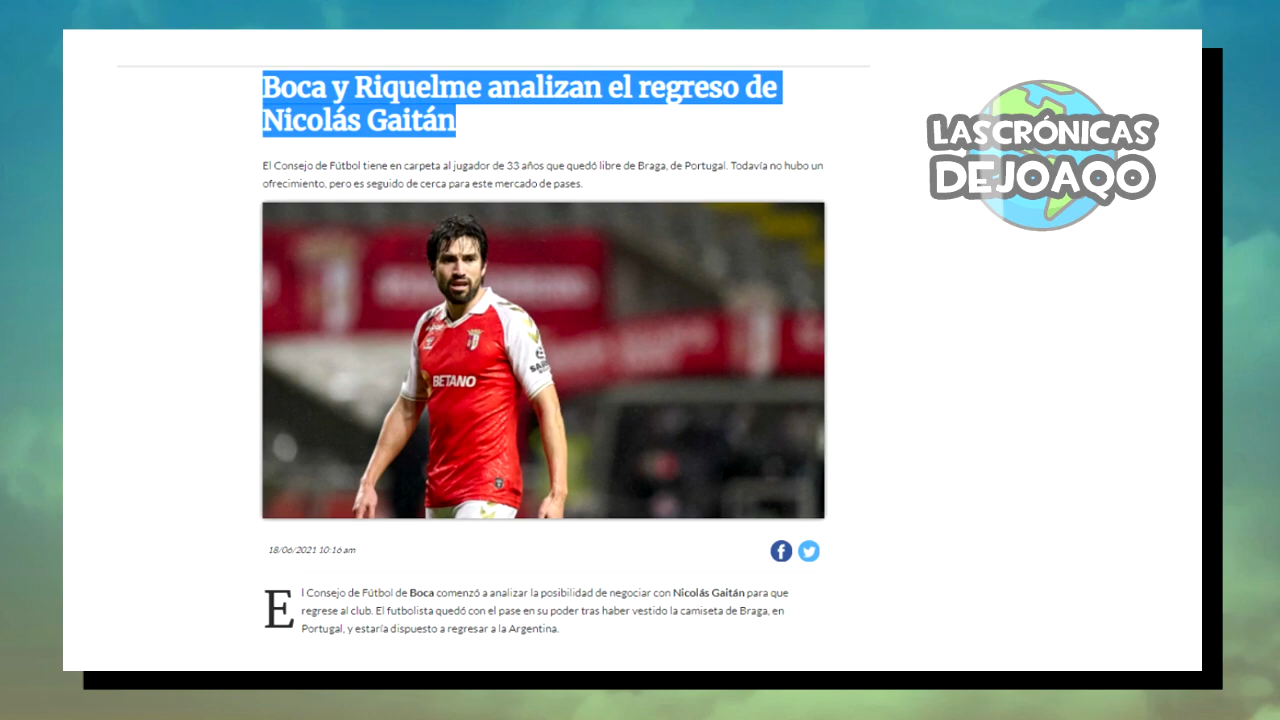 Boca y Riquelme analizan el regreso de
Nicolás Gaitán
LASCRÓNICAS
DEJOAQO
El Consejo de Fútbol tiene en carpeta al jugador de 33 años que quedó libre de Braga, de Portugal. Todavía no hubo un
ofrecimiento, pero es seguido de cerca para este mercado de pases.
BETANO
18/06/2021 10:16 am
El Consejo de Fútbol de Boca comenzó a analizar la posibilidad de negociar con Nicolás Gaitán para que
regrese al club. El futbolista quedó con el pase en su poder tras haber vestido la camiseta de Braga, en
Portugal, y estaría dispuesto a regresar a la Argentina.